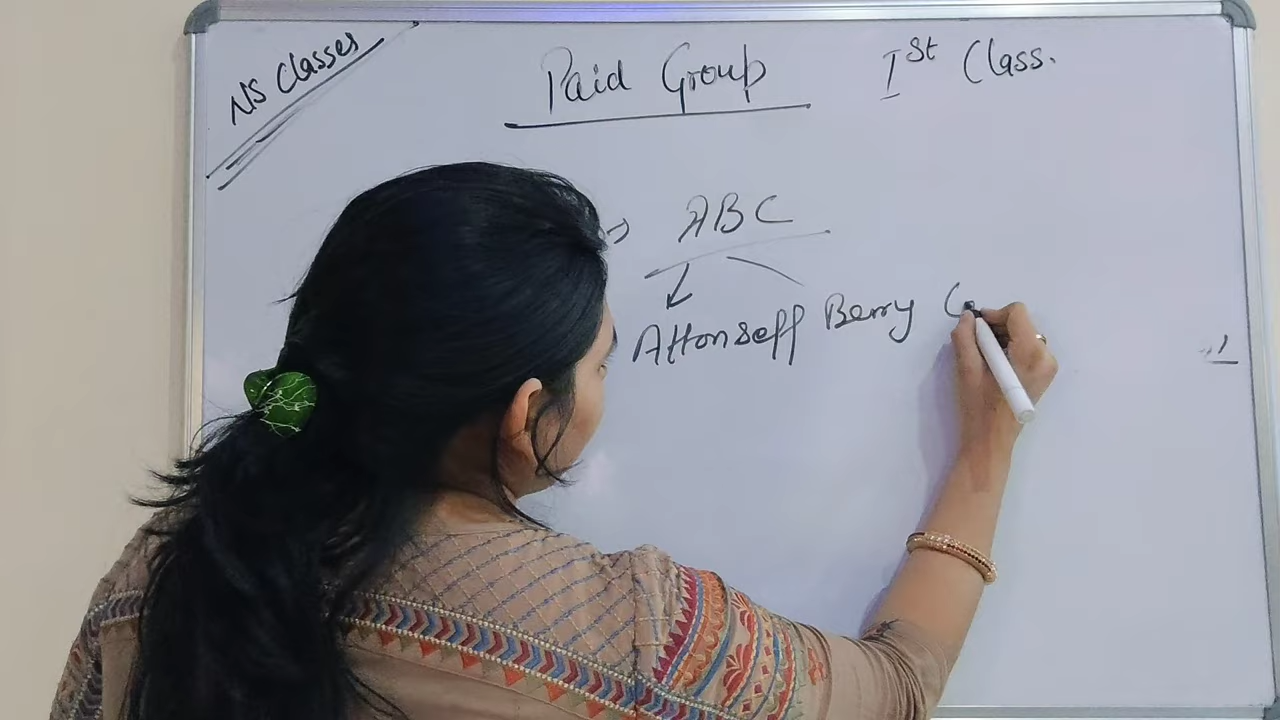 NS Classes
Paid Group Ist Class.
→ ABC
Attonseff Berry C